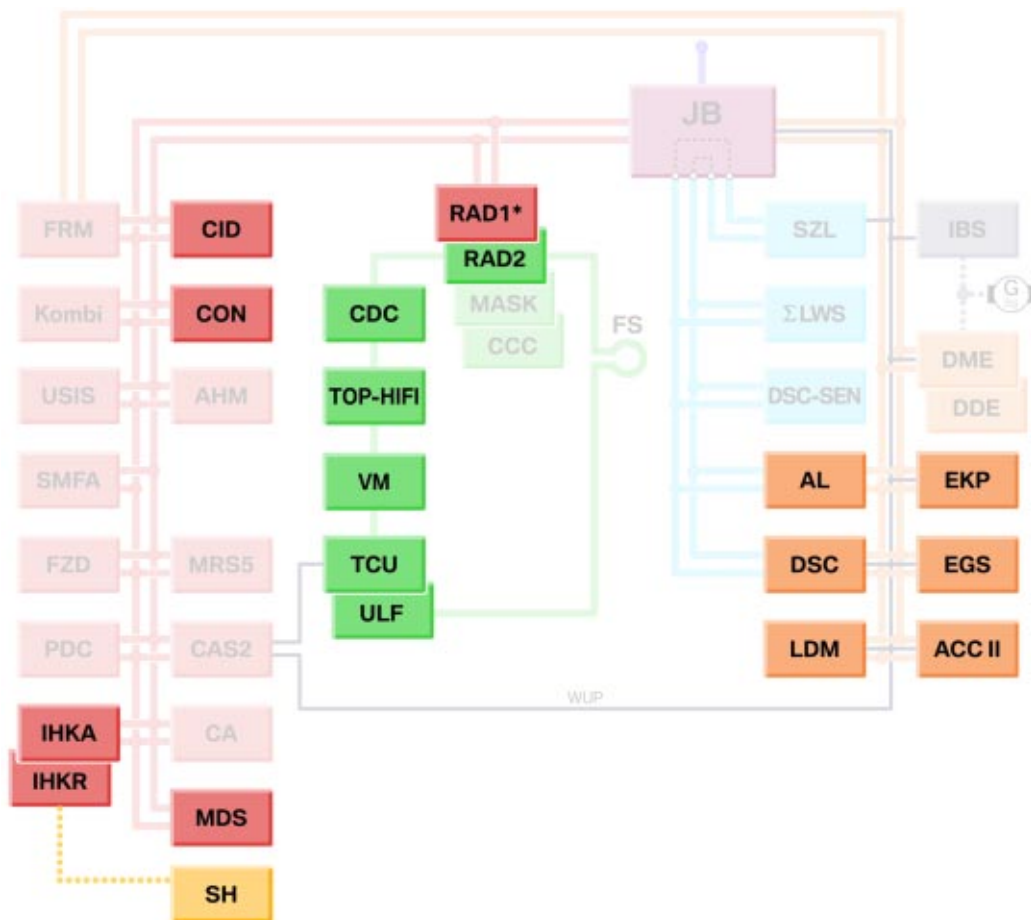 JB
RAD1*
FRM
CID
RAD2
SZL
IBS
G
Kombi
CON
CDC
MASK
CCC
FS
ΣLWS
DME
USIS
AHM
TOP-HIFI
DSC-SEN
DDE
SMFA
VM
AL
EKP
FZD
MRS5
TCU
DSC
EGS
ULF
PDC
CAS2
LDM
ACC II
WUP
IHKA
CA
IHKR
MDS
SH